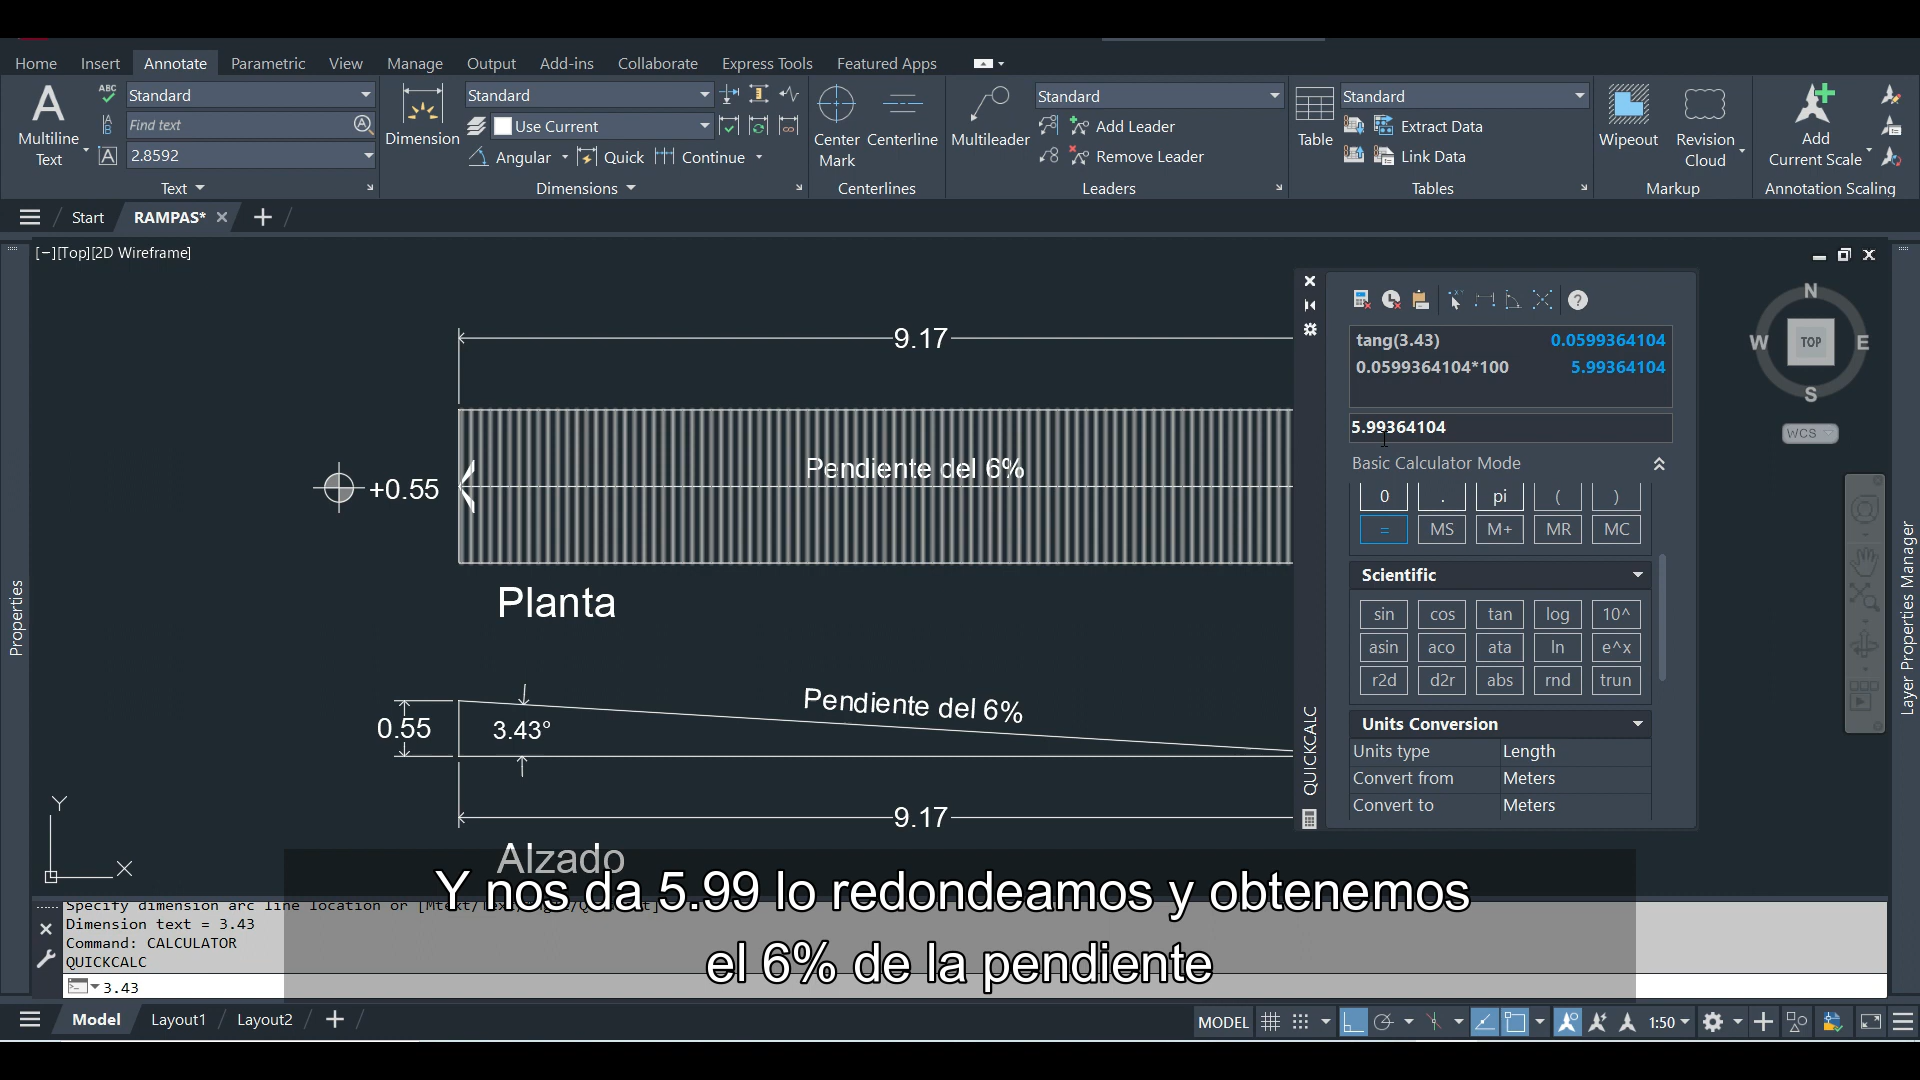 Home Insert Annotate Parametric View Manage Output Add-ins Collaborate Express Tools Featured Apps
ABC Standard Standard Standard Standard
Find text Use Current Add Leader Extract Data
2.8592 Angular Quick Continue Remove Leader Link Data
Multiline Text
Dimension
Center Mark
Centerline
Multileader
Table
Wipeout
Revision Cloud
Add Current Scale
Text Dimensions Centerlines Leaders Tables Markup Annotation Scaling
Start RAMPAS*
[−][Top][2D Wireframe]
N
W TOP E
S
WCS
9.17
Pendiente del 6%
+0.55
Planta
Pendiente del 6%
0.55
3.43°
9.17
Alzado
Y
X
Properties
Layer Properties Manager
QUICKCALC
tang(3.43) 0.0599364104
0.0599364104*100 5.99364104
5.99364104
Basic Calculator Mode
0 . pi ( )
= MS M+ MR MC
Scientific
sin cos tan log 10^
asin aco ata ln e^x
r2d d2r abs rnd trun
Units Conversion
Units type Length
Convert from Meters
Convert to Meters
Y nos da 5.99 lo redondeamos y obtenemos
el 6% de la pendiente
Specify dimension arc line location or [Mtext/
Dimension text = 3.43
Command: CALCULATOR
QUICKCALC
3.43
Model Layout1 Layout2
MODEL 1:50